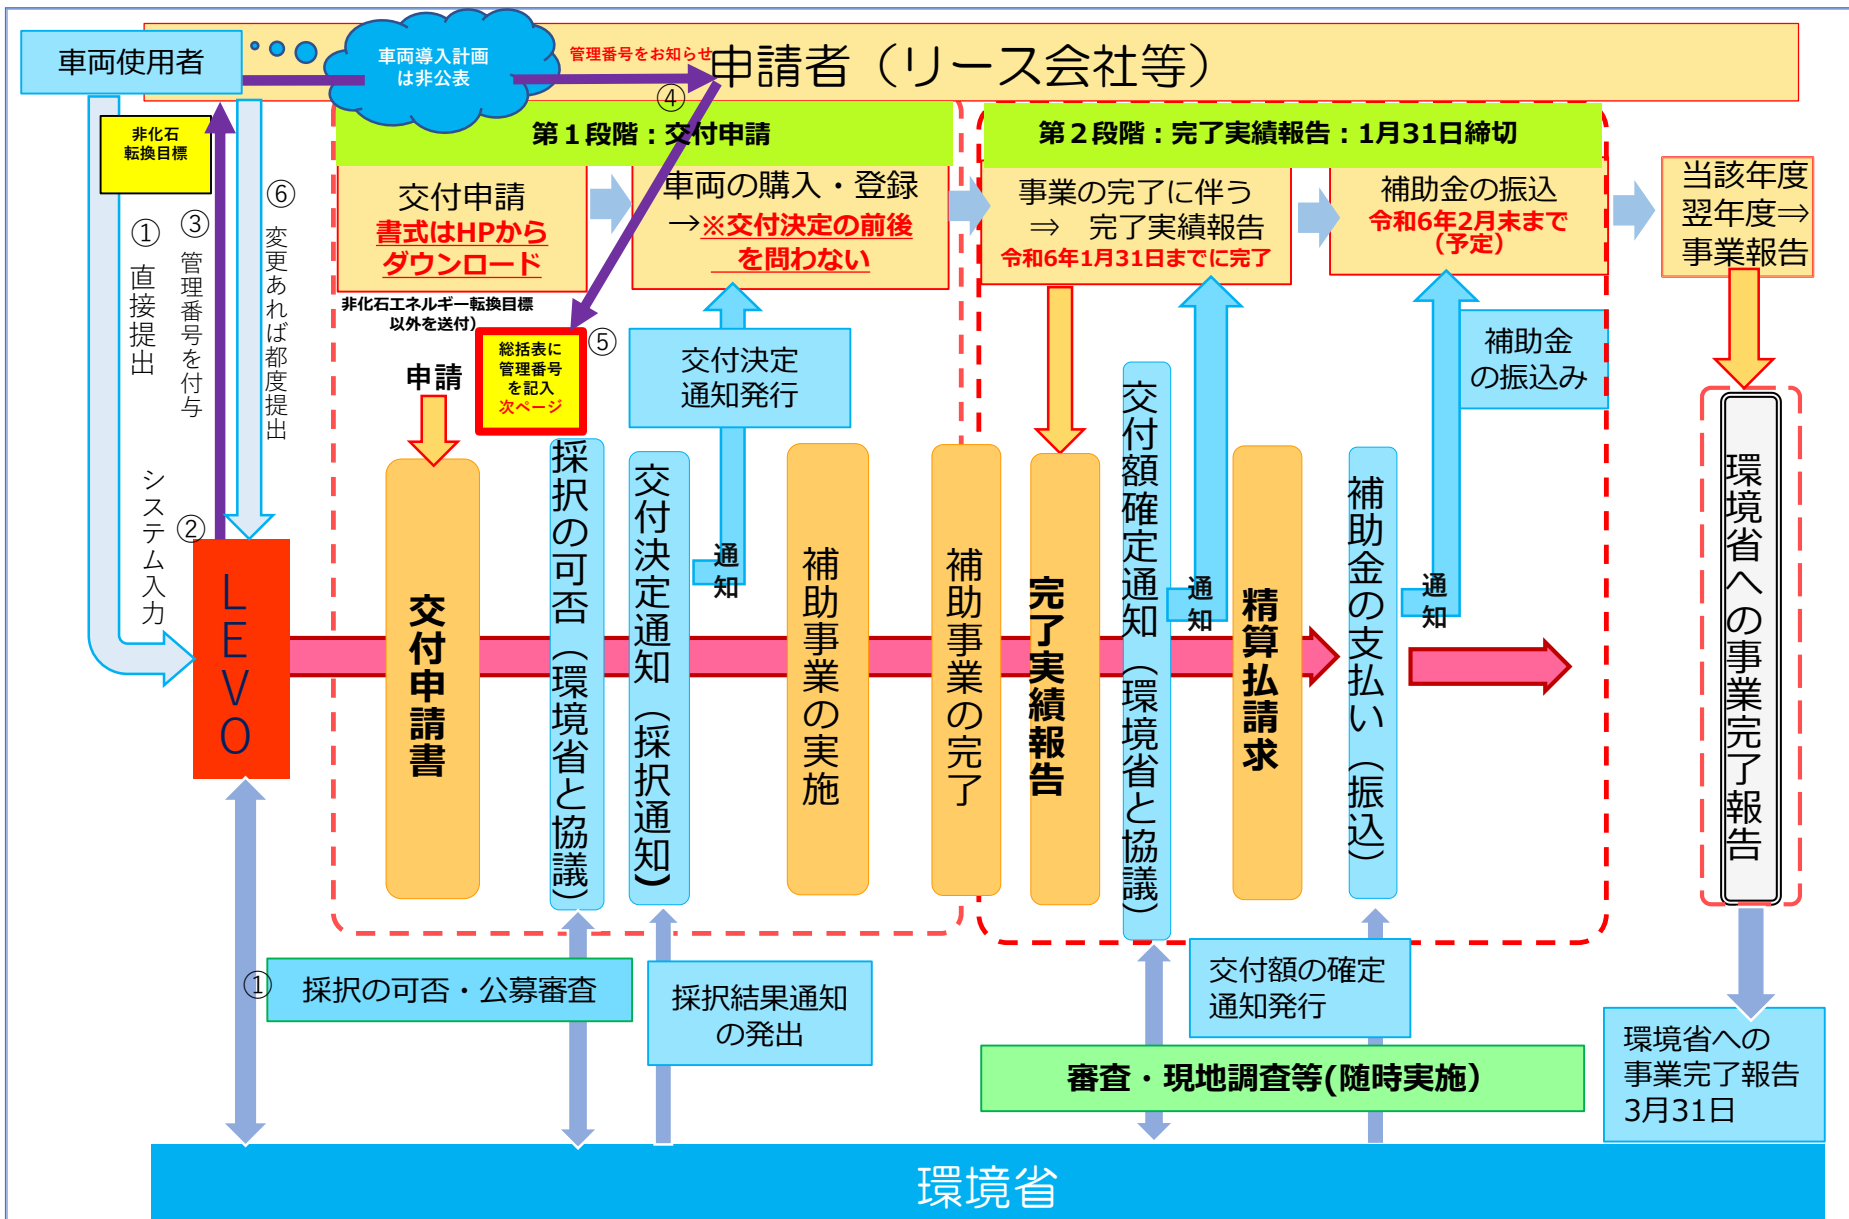 車両使用者
車両導入計画
は非公表
管理番号をお知らせ
申請者（リース会社等）
④
非化石
転換目標
第１段階：交付申請
第２段階：完了実績報告：1月31日締切
交付申請
書式はHPから
ダウンロード
車両の購入・登録
→※交付決定の前後
を問わない
事業の完了に伴う
⇒　完了実績報告
令和6年1月31日までに完了
補助金の振込
令和6年2月末まで
（予定）
当該年度
翌年度⇒
事業報告
①直接提出
③管理番号を付与
⑥変更あれば都度提出
非化石エネルギー転換目標
以外を送付）
申請
総括表に
管理番号
を記入
次ページ
⑤
交付決定
通知発行
補助金
の振込み
システム入力
②
LEVO
交付申請書
採択の可否（環境省と協議）
交付決定通知（採択通知）
通知
補助事業の実施
補助事業の完了
完了実績報告
交付額確定通知（環境省と協議）
通知
精算払請求
補助金の支払い（振込）
通知
環境省への事業完了報告
①
採択の可否・公募審査
採択結果通知
の発出
交付額の確定
通知発行
審査・現地調査等(随時実施）
環境省への
事業完了報告
3月31日
環境省